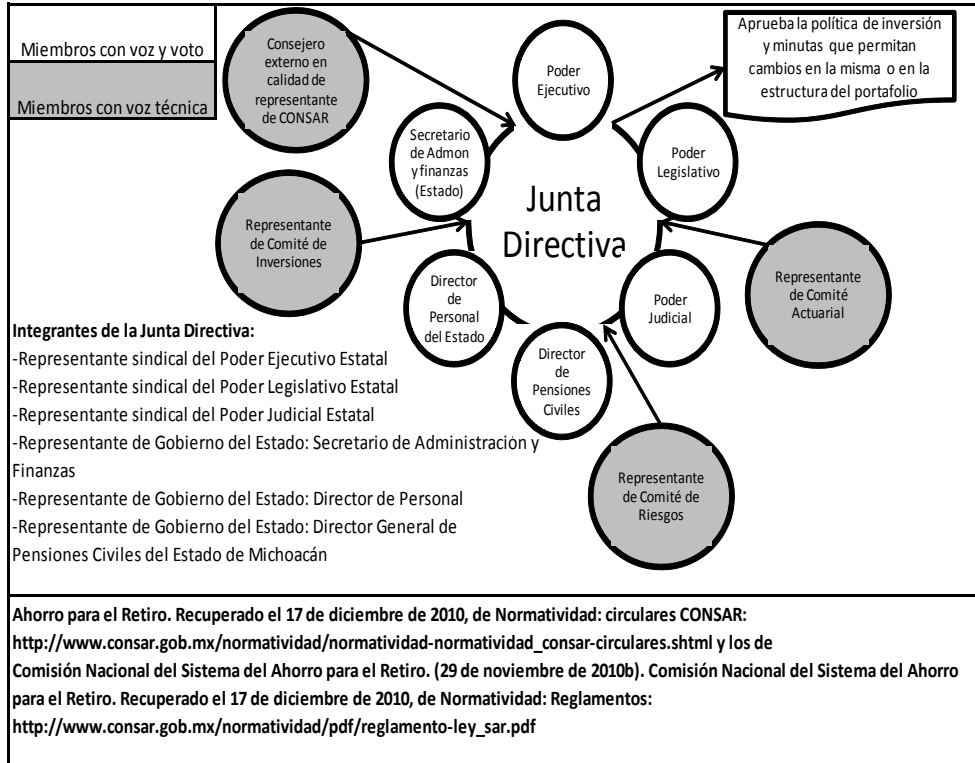 Miembros con voz y voto
Miembros con voz técnica
Consejero
externo en
calidad de
representante
de CONSAR
Poder
Ejecutivo
Aprueba la política de inversión
y minutas que permitan
cambios en la misma o en la
estructura del portafolio
Secretario
de Admon
y finanzas
(Estado)
Poder
Legislativo
Junta
Directiva
Representante
de Comité de
Inversiones
Director
de
Personal
del Estado
Poder
Judicial
Representante
de Comité
Actuarial
Director
de
Pensiones
Civiles
Representante
de Comité de
Riesgos
Integrantes de la Junta Directiva:
-Representante sindical del Poder Ejecutivo Estatal
-Representante sindical del Poder Legislativo Estatal
-Representante sindical del Poder Judicial Estatal
-Representante de Gobierno del Estado: Secretario de Administración y
Finanzas
-Representante de Gobierno del Estado: Director de Personal
-Representante de Gobierno del Estado: Director General de
Pensiones Civiles del Estado de Michoacán
Ahorro para el Retiro. Recuperado el 17 de diciembre de 2010, de Normatividad: circulares CONSAR:
http://www.consar.gob.mx/normatividad/normatividad-normatividad_consar-circulares.shtml y los de
Comisión Nacional del Sistema del Ahorro para el Retiro. (29 de noviembre de 2010b). Comisión Nacional del Sistema del Ahorro
para el Retiro. Recuperado el 17 de diciembre de 2010, de Normatividad: Reglamentos:
http://www.consar.gob.mx/normatividad/pdf/reglamento-ley_sar.pdf